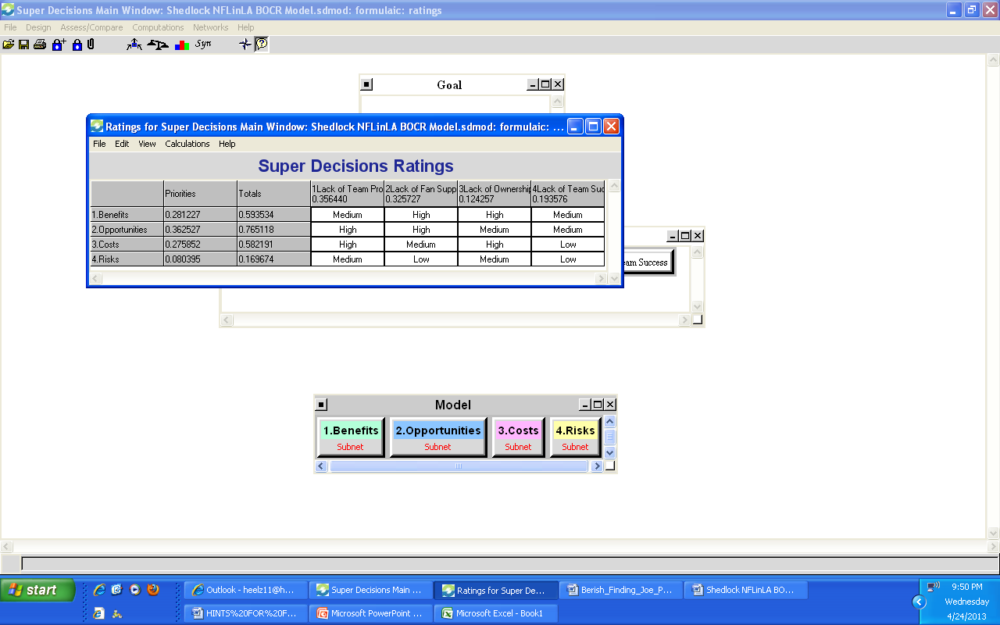 Super Decisions Main Window: Shedlock NFLinLA BOCR Model.sdmod: formulaic: ratings
File Design Assess/Compare Computations Networks Help
Syn
Goal
Ratings for Super Decisions Main Window: Shedlock NFLinLA BOCR Model.sdmod: formulaic: ...
File Edit View Calculations Help
Super Decisions Ratings
Priorities Totals 1Lack of Team Pro 2Lack of Fan Supp 3Lack of Ownership 4Lack of Team Suc
0.356440 0.325727 0.124257 0.193576
1.Benefits 0.281227 0.593534 Medium High High Medium
2.Opportunities 0.362527 0.765118 High High Medium Medium
3.Costs 0.275852 0.582191 High Medium High Low
4.Risks 0.080395 0.169674 Medium Low Medium Low
eam Success
Model
1.Benefits 2.Opportunities 3.Costs 4.Risks
Subnet Subnet Subnet Subnet
start
Outlook - heelz11@h... Super Decisions Main ... Ratings for Super De... Berish_Finding_Joe_P... Shedlock NFLinLA BO...
HINTS%20FOR%20F... Microsoft PowerPoint ... Microsoft Excel - Book1
9:50 PM
Wednesday
4/24/2013